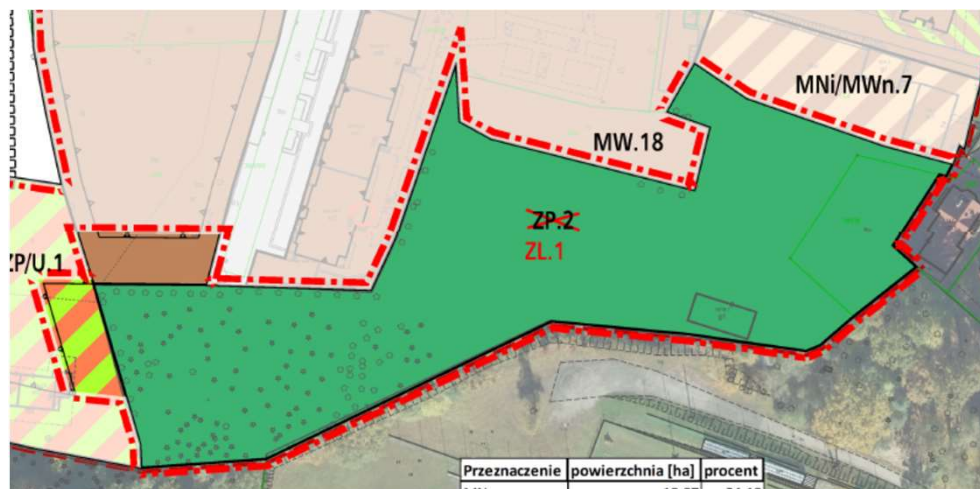 MNi/MWn.7
MW.18
ZP.2
ZL.1
ZP/U.1
Przeznaczenie powierzchnia [ha] procent